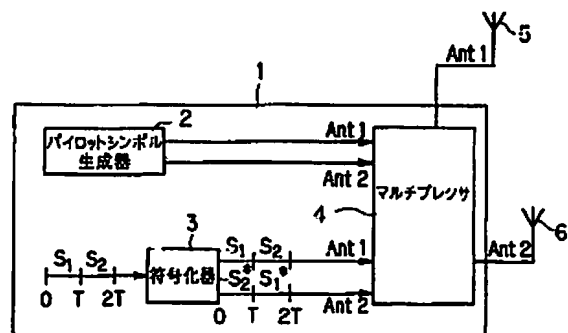 5
Ant 1
1
2
パイロットシンボル
生成器
Ant 1
Ant 2
マルチプレッサ
4
3
符号化器
S1 S2
0 T 2T
S1 S2
S2* S1*
0 T 2T
Ant 1
Ant 2
Ant 2
6